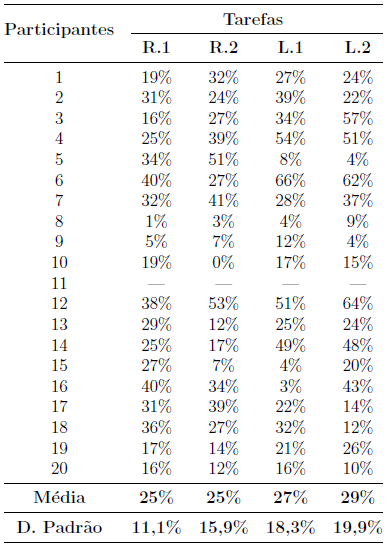 Participantes Tarefas
R.1 R.2 L.1 L.2
1 19% 32% 27% 24%
2 31% 24% 39% 22%
3 16% 27% 34% 57%
4 25% 39% 54% 51%
5 34% 51% 8% 4%
6 40% 27% 66% 62%
7 32% 41% 28% 37%
8 1% 3% 4% 9%
9 5% 7% 12% 4%
10 19% 0% 17% 15%
11 — — — —
12 38% 53% 51% 64%
13 29% 12% 25% 24%
14 25% 17% 49% 48%
15 27% 7% 4% 20%
16 40% 34% 3% 43%
17 31% 39% 22% 14%
18 36% 27% 32% 12%
19 17% 14% 21% 26%
20 16% 12% 16% 10%
Média 25% 25% 27% 29%
D. Padrão 11,1% 15,9% 18,3% 19,9%